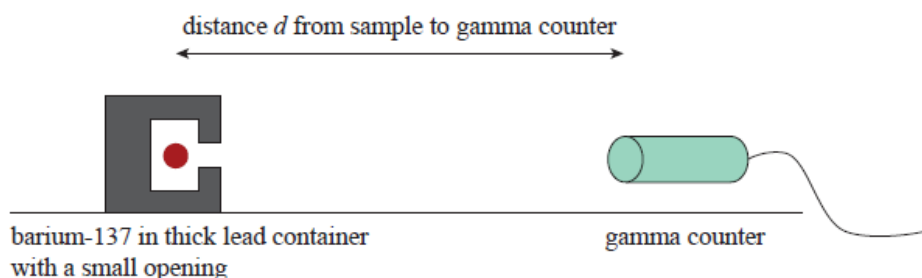 distance d from sample to gamma counter
barium-137 in thick lead container
with a small opening
gamma counter